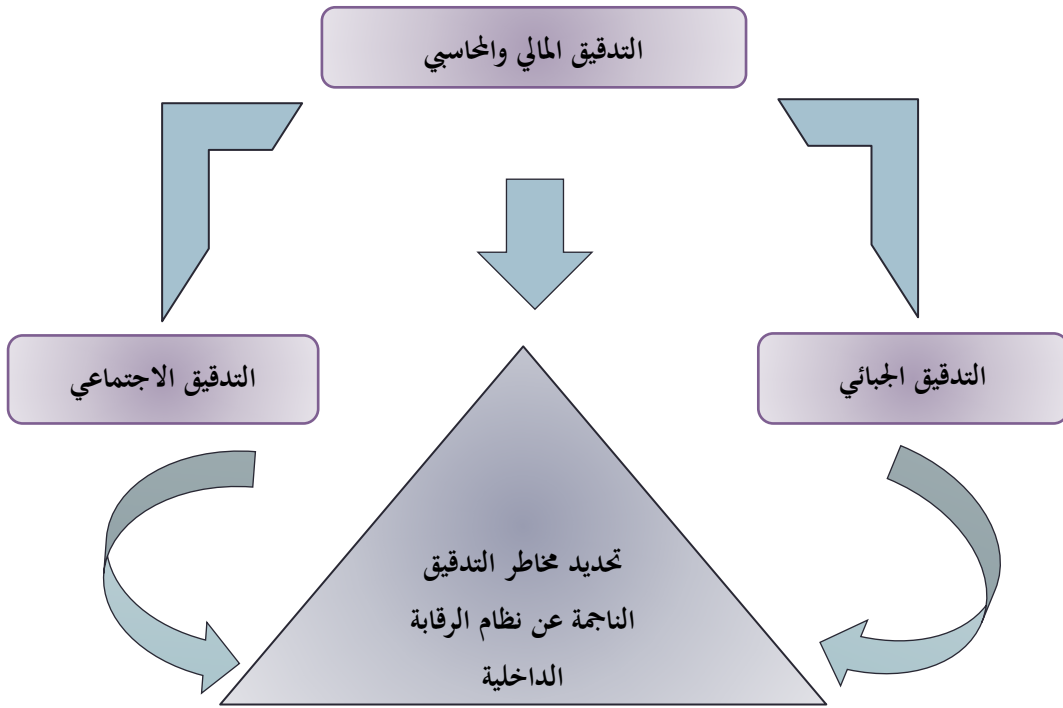 التدقيق المالي والمحاسبي
التدقيق الجبائي
التدقيق الاجتماعي
تحديد مخاطر التدقيق
الناجمة عن نظام الرقابة
الداخلية